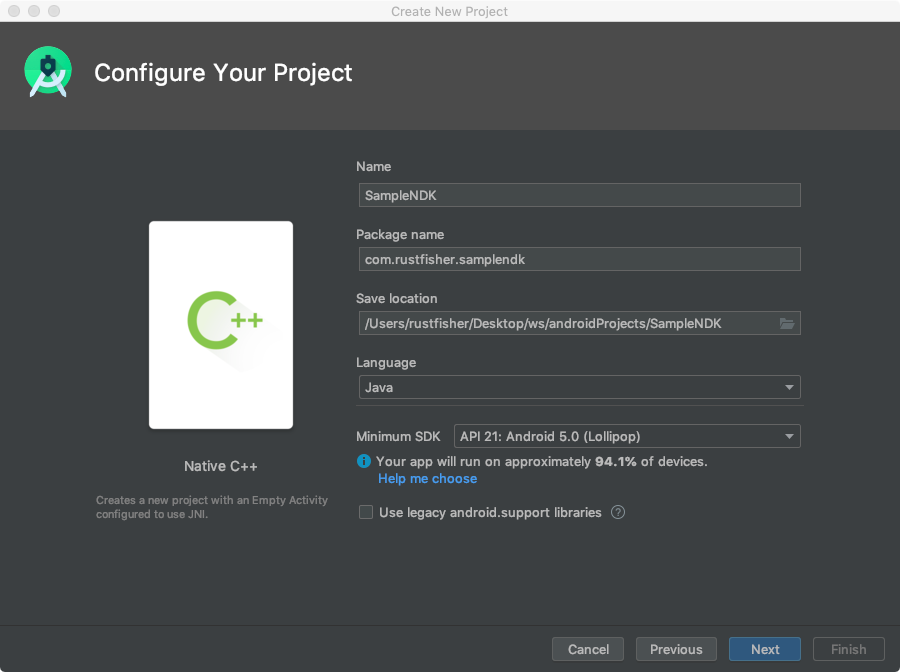 Create New Project
Configure Your Project
Name
SampleNDK
Package name
com.rustfisher.samplendk
Save location
/Users/rustfisher/Desktop/ws/androidProjects/SampleNDK
Language
Java
Minimum SDK API 21: Android 5.0 (Lollipop)
Your app will run on approximately 94.1% of devices.
Help me choose
Use legacy android.support libraries ?
C++
Native C++
Creates a new project with an Empty Activity
configured to use JNI.
Cancel Previous Next Finish